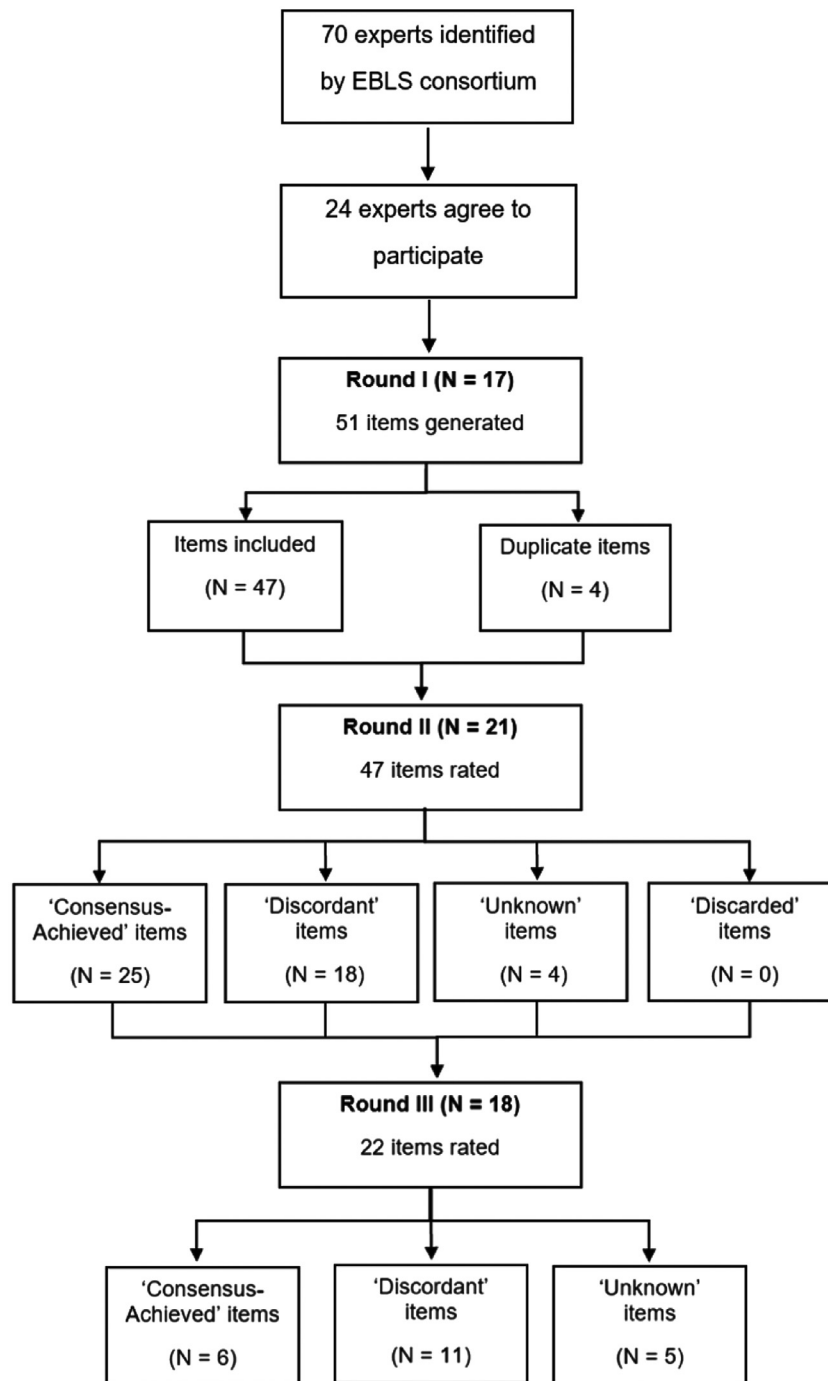 70 experts identified
by EBLS consortium
24 experts agree to
participate
Round I (N = 17)
51 items generated
Items included
(N = 47)
Duplicate items
(N = 4)
Round II (N = 21)
47 items rated
‘Consensus-
Achieved’ items
(N = 25)
‘Discordant’
items
(N = 18)
‘Unknown’
items
(N = 4)
‘Discarded’
items
(N = 0)
Round III (N = 18)
22 items rated
‘Consensus-
Achieved’ items
(N = 6)
‘Discordant’
items
(N = 11)
‘Unknown’
items
(N = 5)